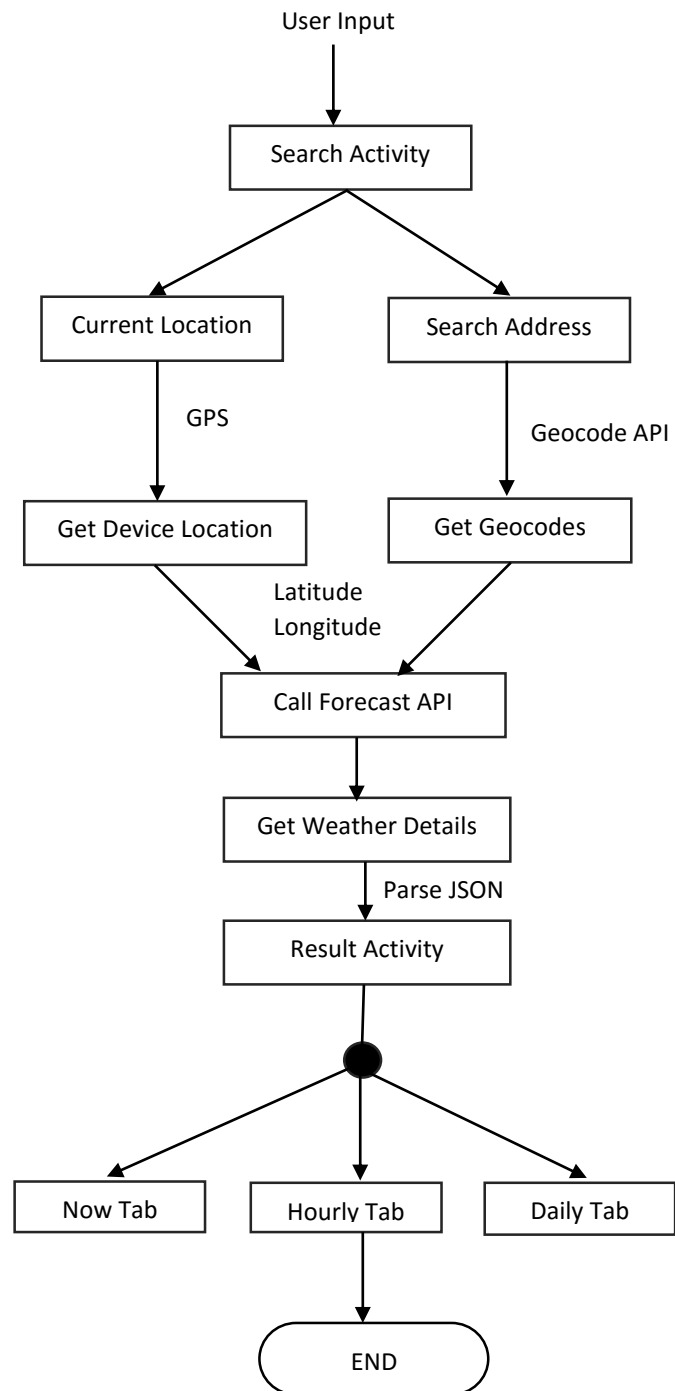 User Input
Search Activity
Current Location
Search Address
GPS
Geocode API
Get Device Location
Get Geocodes
Latitude
Longitude
Call Forecast API
Get Weather Details
Parse JSON
Result Activity
Now Tab
Hourly Tab
Daily Tab
END